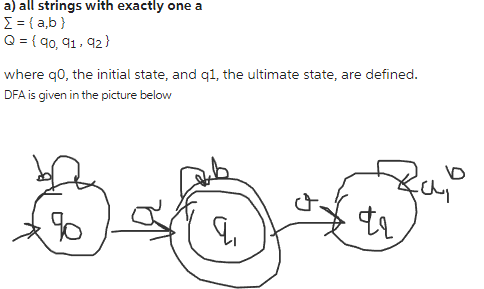 a) all strings with exactly one a
Σ = { a,b }
Q = { q0, q1, q2 }
where q0, the initial state, and q1, the ultimate state, are defined.
DFA is given in the picture below
b b a,b
a a
q0 q1 q2